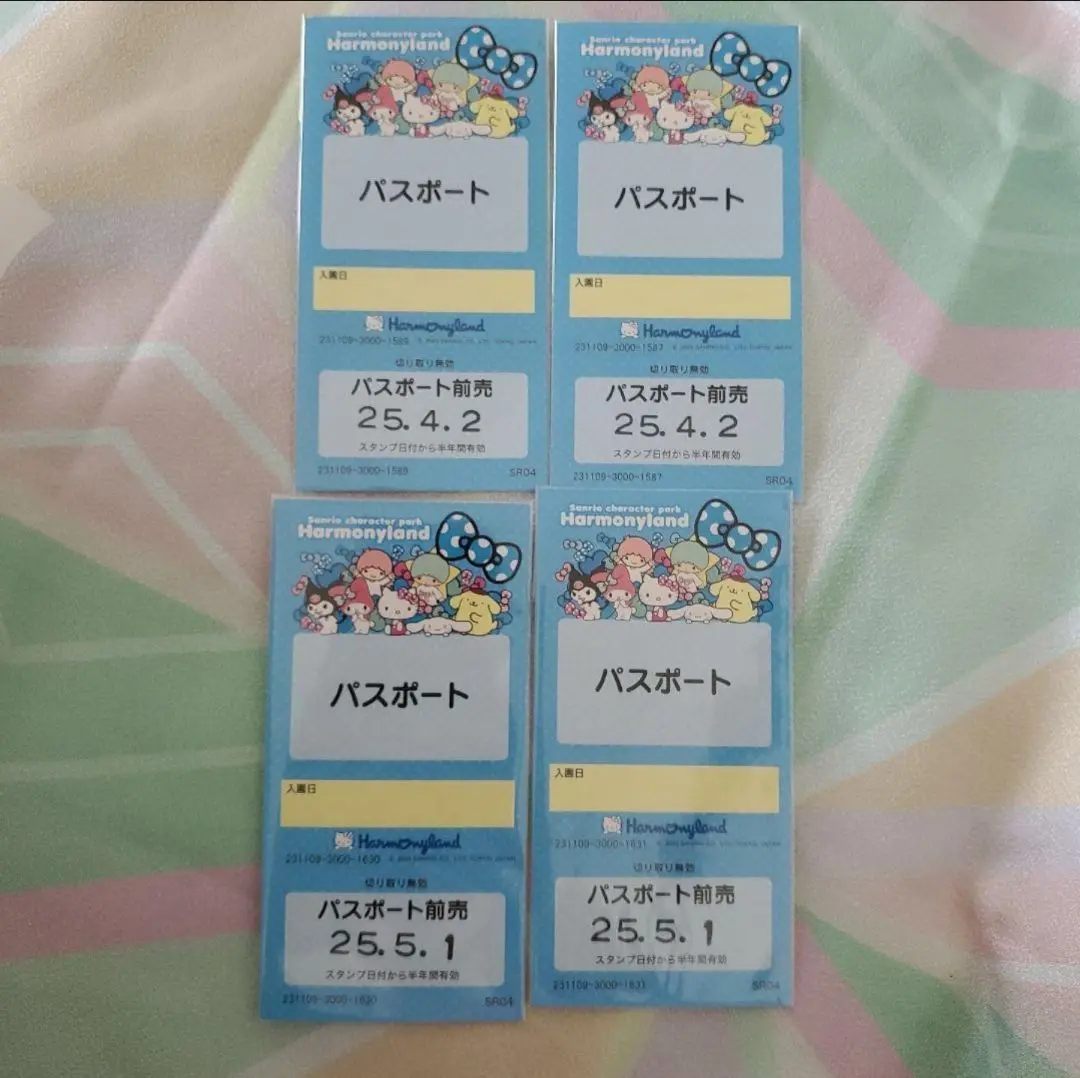 Sanrio character park
Harmonyland
パスポート
入園日
Harmonyland
231109-3000-1589
切り取り無効
パスポート前売
25.4.2
スタンプ日付から半年間有効
231109-3000-1589
SR04
Sanrio character park
Harmonyland
パスポート
入園日
Harmonyland
231109-3000-1587
切り取り無効
パスポート前売
25.4.2
スタンプ日付から半年間有効
231109-3000-1587
SR04
Sanrio character park
Harmonyland
パスポート
入園日
Harmonyland
231109-3000-1630
切り取り無効
パスポート前売
25.5.1
スタンプ日付から半年間有効
231109-3000-1630
SR04
Sanrio character park
Harmonyland
パスポート
入園日
Harmonyland
231109-3000-1631
切り取り無効
パスポート前売
25.5.1
スタンプ日付から半年間有効
231109-3000-1631
SR04